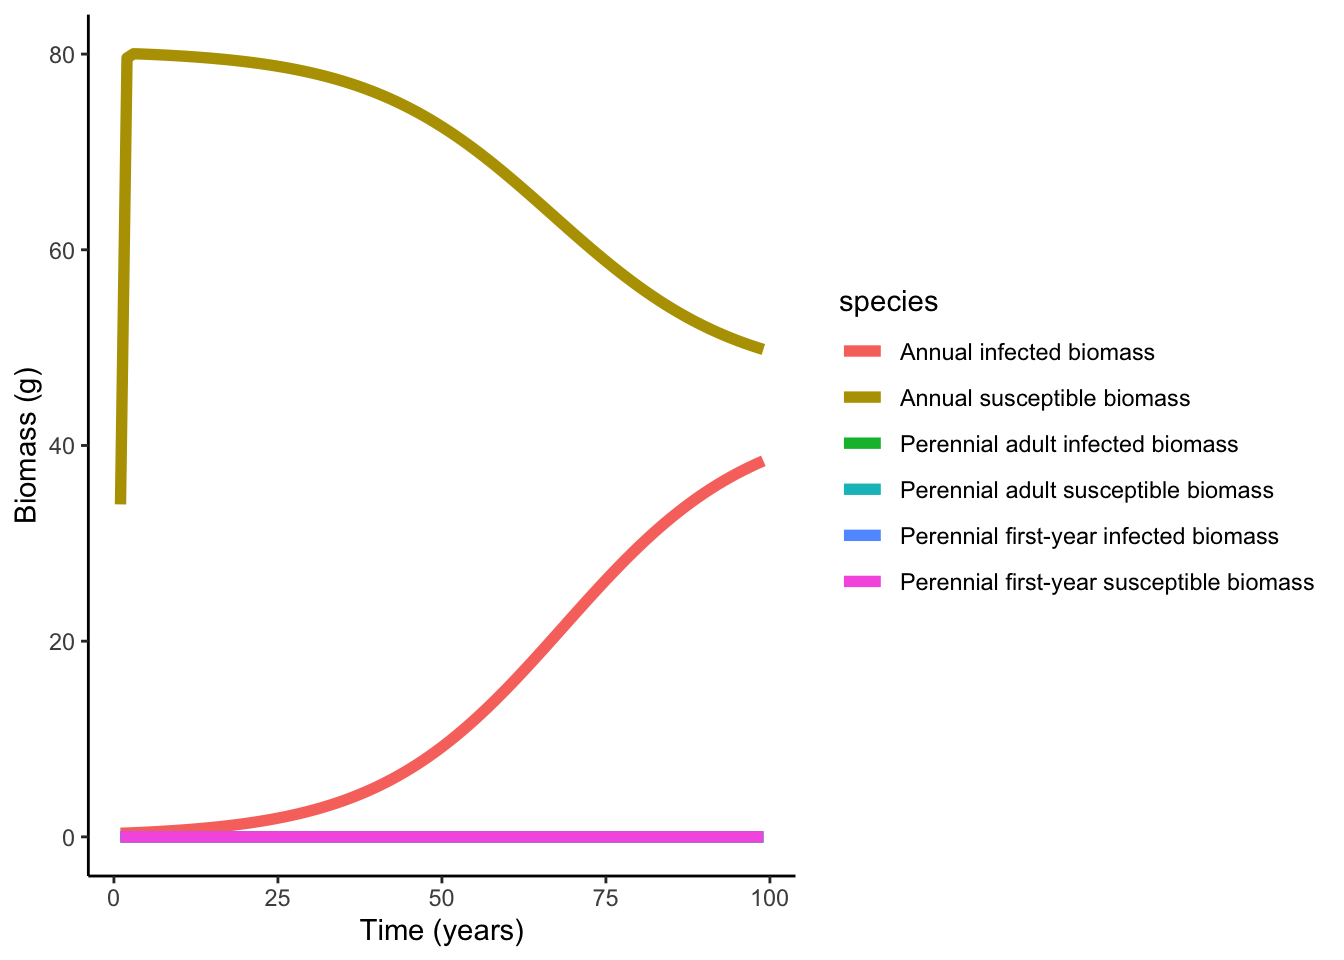 80
60
40
20
0
Biomass (g)
0 25 50 75 100
Time (years)
species
Annual infected biomass
Annual susceptible biomass
Perennial adult infected biomass
Perennial adult susceptible biomass
Perennial first-year infected biomass
Perennial first-year susceptible biomass